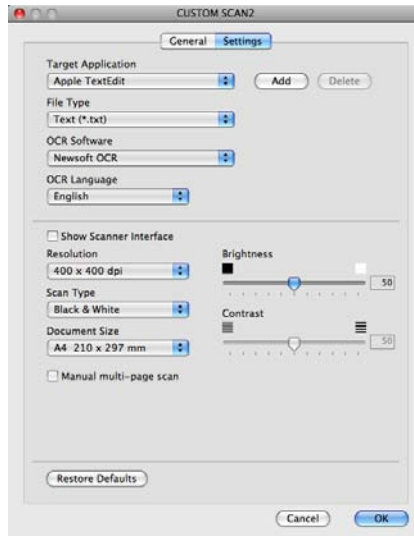 CUSTOM SCAN2
General Settings
Target Application
Apple TextEdit Add Delete
File Type
Text (*.txt)
OCR Software
Newsoft OCR
OCR Language
English
Show Scanner Interface
Resolution Brightness
400 x 400 dpi 50
Scan Type
Black & White Contrast
Document Size 50
A4 210 x 297 mm
Manual multi-page scan
Restore Defaults
Cancel OK